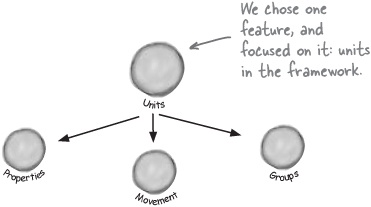 We chose one
feature, and
focused on it: units
in the framework.
Units
Properties
Movement
Groups